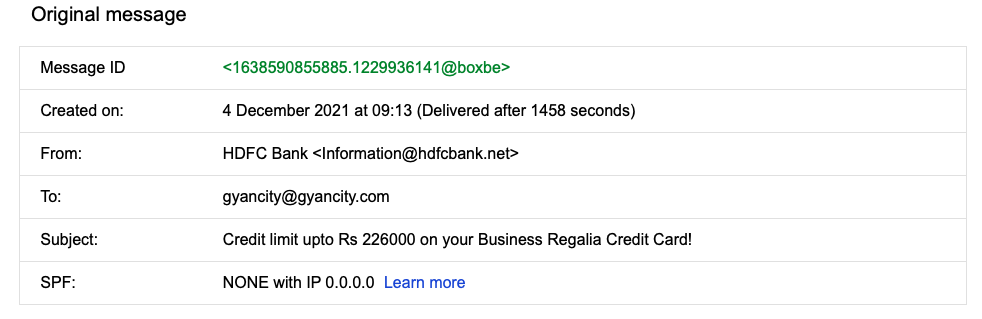 Original message
Message ID <1638590855885.1229936141@boxbe>
Created on: 4 December 2021 at 09:13 (Delivered after 1458 seconds)
From: HDFC Bank <Information@hdfcbank.net>
To: gyancity@gyancity.com
Subject: Credit limit upto Rs 226000 on your Business Regalia Credit Card!
SPF: NONE with IP 0.0.0.0 Learn more